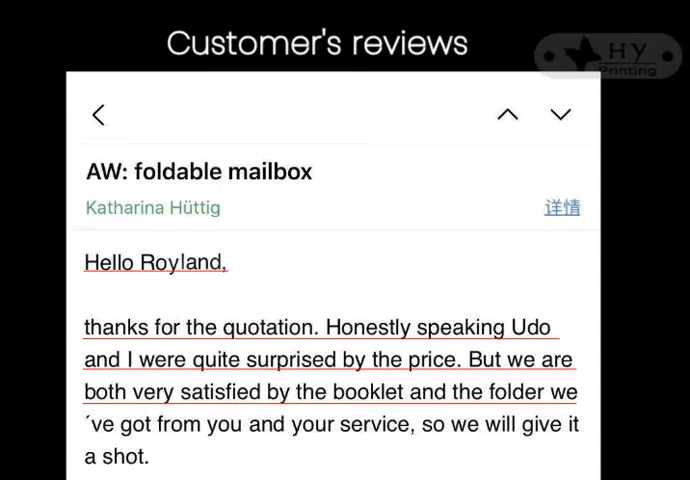 Customer's reviews
HY
Printing
AW: foldable mailbox
Katharina Hüttig
详情
Hello Royland,
thanks for the quotation. Honestly speaking Udo
and I were quite surprised by the price. But we are
both very satisfied by the booklet and the folder we
´ve got from you and your service, so we will give it
a shot.